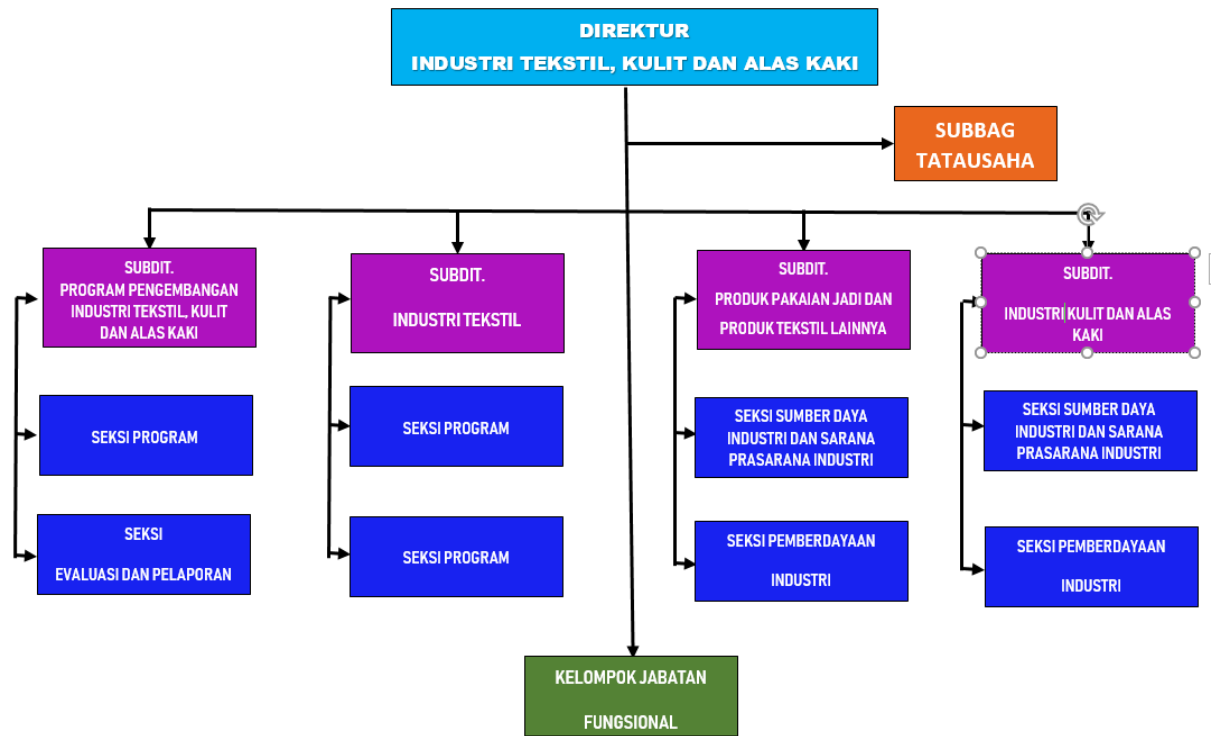 DIREKTUR
INDUSTRI TEKSTIL, KULIT DAN ALAS KAKI
SUBBAG
TATAUSAHA
SUBDIT.
PROGRAM PENGEMBANGAN
INDUSTRI TEKSTIL, KULIT
DAN ALAS KAKI
SUBDIT.
INDUSTRI TEKSTIL
SUBDIT.
PRODUK PAKAIAN JADI DAN
PRODUK TEKSTIL LAINNYA
SUBDIT.
INDUSTRI KULIT DAN ALAS
KAKI
SEKSI PROGRAM
SEKSI PROGRAM
SEKSI SUMBER DAYA
INDUSTRI DAN SARANA
PRASARANA INDUSTRI
SEKSI SUMBER DAYA
INDUSTRI DAN SARANA
PRASARANA INDUSTRI
SEKSI
EVALUASI DAN PELAPORAN
SEKSI PROGRAM
SEKSI PEMBERDAYAAN
INDUSTRI
SEKSI PEMBERDAYAAN
INDUSTRI
KELOMPOK JABATAN
FUNGSIONAL